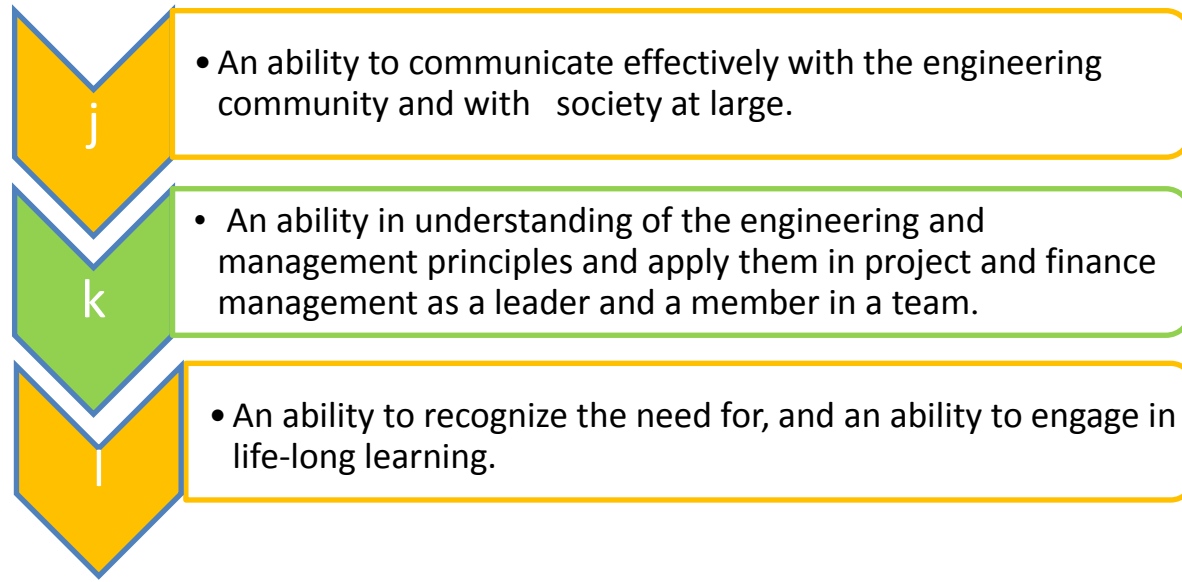 j
• An ability to communicate effectively with the engineering
community and with   society at large.
k
• An ability in understanding of the engineering and
management principles and apply them in project and finance
management as a leader and a member in a team.
l
• An ability to recognize the need for, and an ability to engage in
life-long learning.